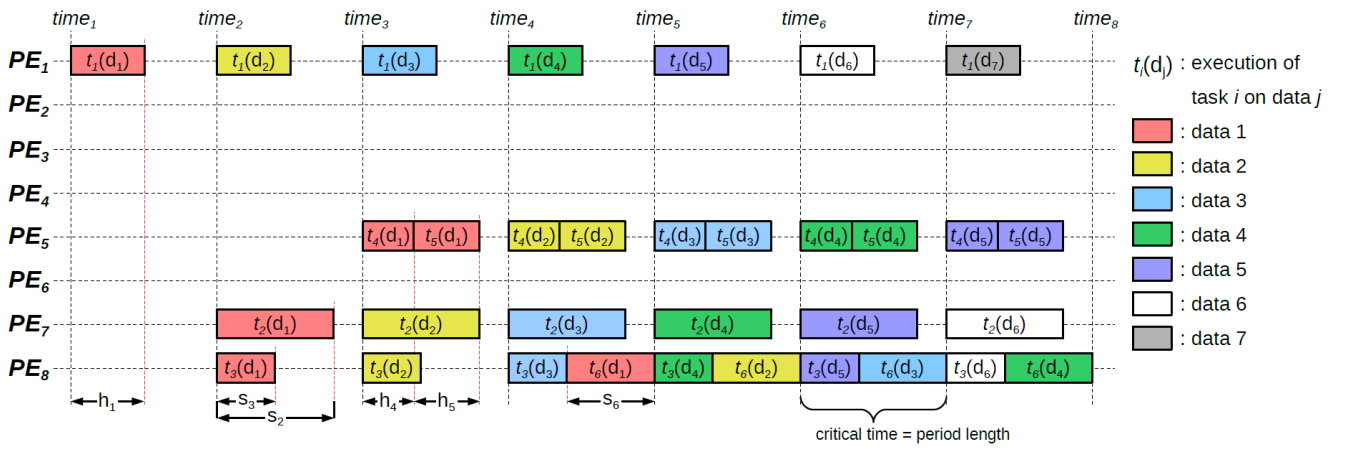 time₁ time₂ time₃ time₄ time₅ time₆ time₇ time₈
PE₁ t₁(d₁) t₁(d₂) t₁(d₃) t₁(d₄) t₁(d₅) t₁(d₆) t₁(d₇)
PE₂
PE₃
PE₄
PE₅ t₄(d₁) t₅(d₁) t₄(d₂) t₅(d₂) t₄(d₃) t₅(d₃) t₄(d₄) t₅(d₄) t₄(d₅) t₅(d₅)
PE₆
PE₇ t₂(d₁) t₂(d₂) t₂(d₃) t₂(d₄) t₂(d₅) t₂(d₆)
PE₈ t₃(d₁) t₃(d₂) t₃(d₃) t₆(d₁) t₃(d₄) t₆(d₂) t₃(d₅) t₆(d₃) t₃(d₆) t₆(d₄)
h₁ s₃ h₄ h₅ s₆
s₂
critical time = period length
tᵢ(dⱼ) : execution of
task i on data j
: data 1
: data 2
: data 3
: data 4
: data 5
: data 6
: data 7